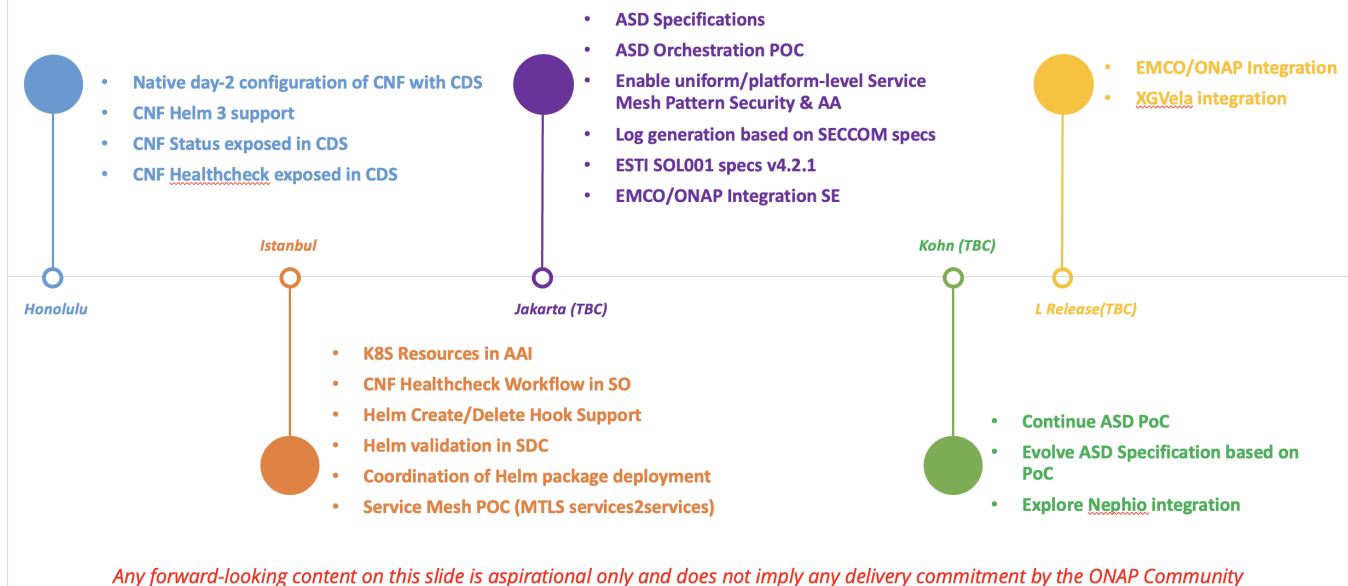 • Native day-2 configuration of CNF with CDS
• CNF Helm 3 support
• CNF Status exposed in CDS
• CNF Healthcheck exposed in CDS
Honolulu
Istanbul
• K8S Resources in AAI
• CNF Healthcheck Workflow in SO
• Helm Create/Delete Hook Support
• Helm validation in SDC
• Coordination of Helm package deployment
• Service Mesh POC (MTLS services2services)
• ASD Specifications
• ASD Orchestration POC
• Enable uniform/platform-level Service
Mesh Pattern Security & AA
• Log generation based on SECCOM specs
• ESTI SOL001 specs v4.2.1
• EMCO/ONAP Integration SE
Jakarta (TBC)
Kohn (TBC)
• Continue ASD PoC
• Evolve ASD Specification based on
PoC
• Explore Nephio integration
• EMCO/ONAP Integration
• XGVela integration
L Release(TBC)
Any forward-looking content on this slide is aspirational only and does not imply any delivery commitment by the ONAP Community